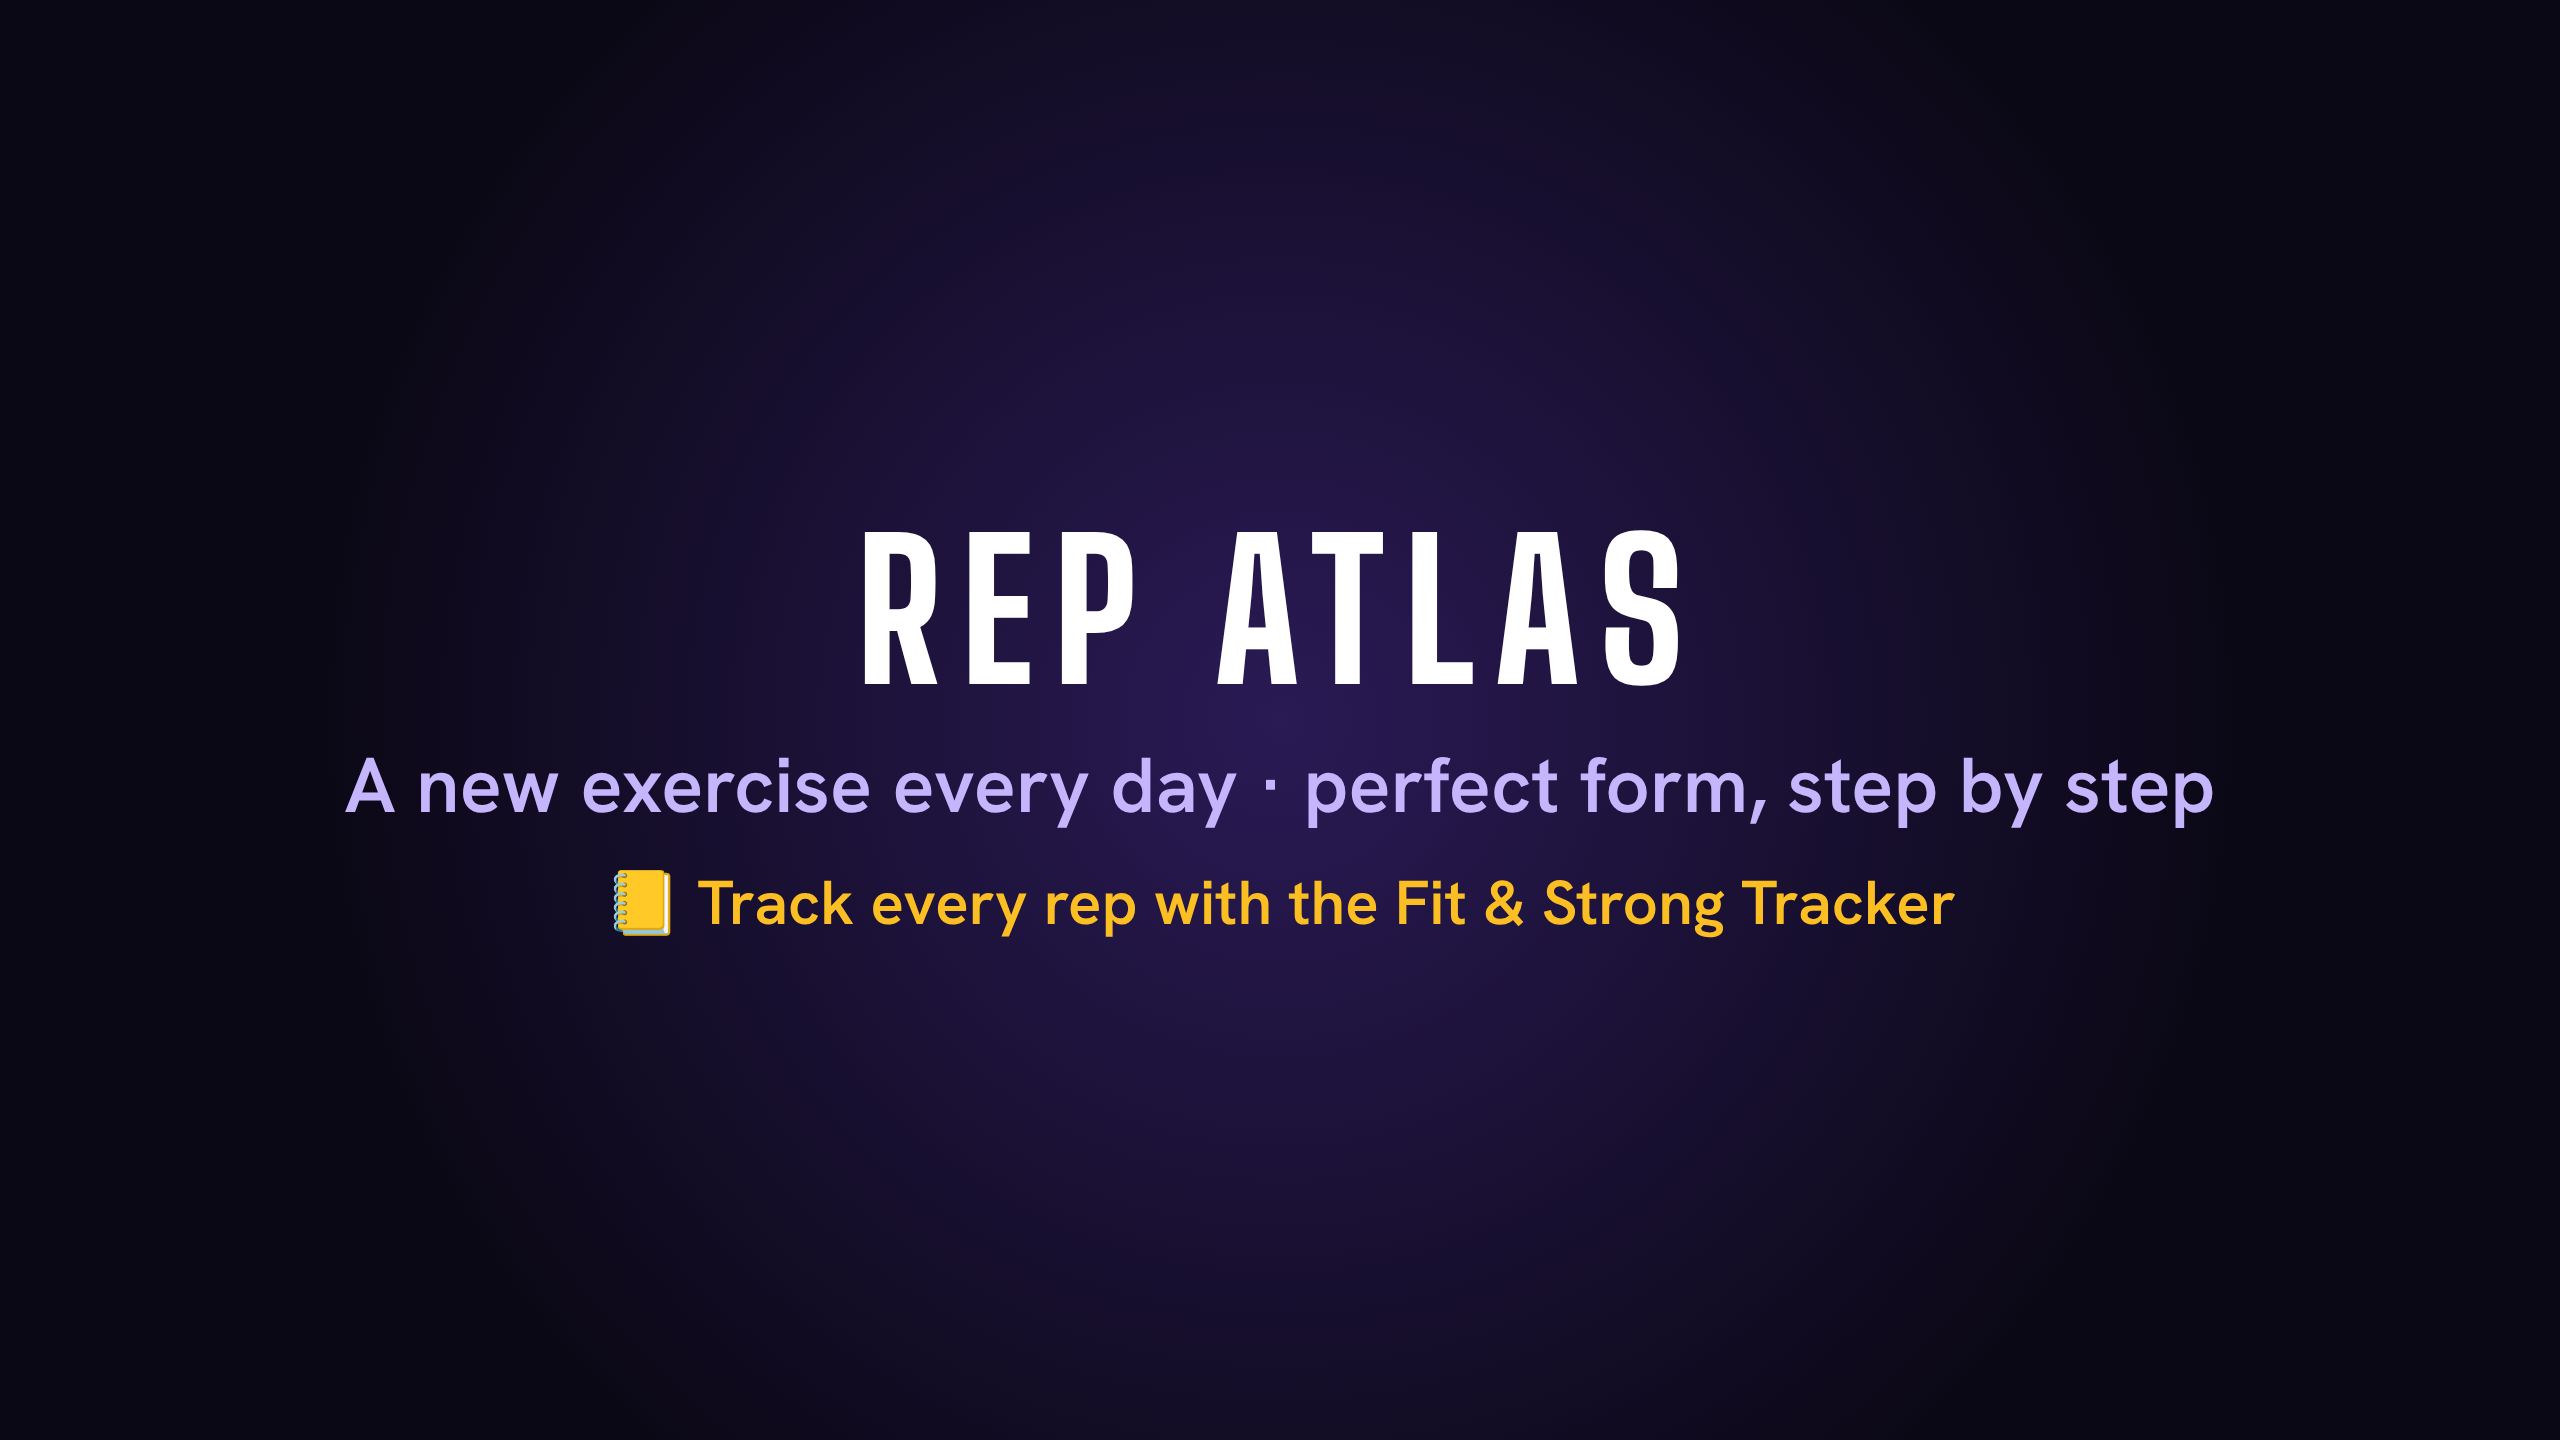 REP ATLAS
A new exercise every day · perfect form, step by step
📒 Track every rep with the Fit & Strong Tracker